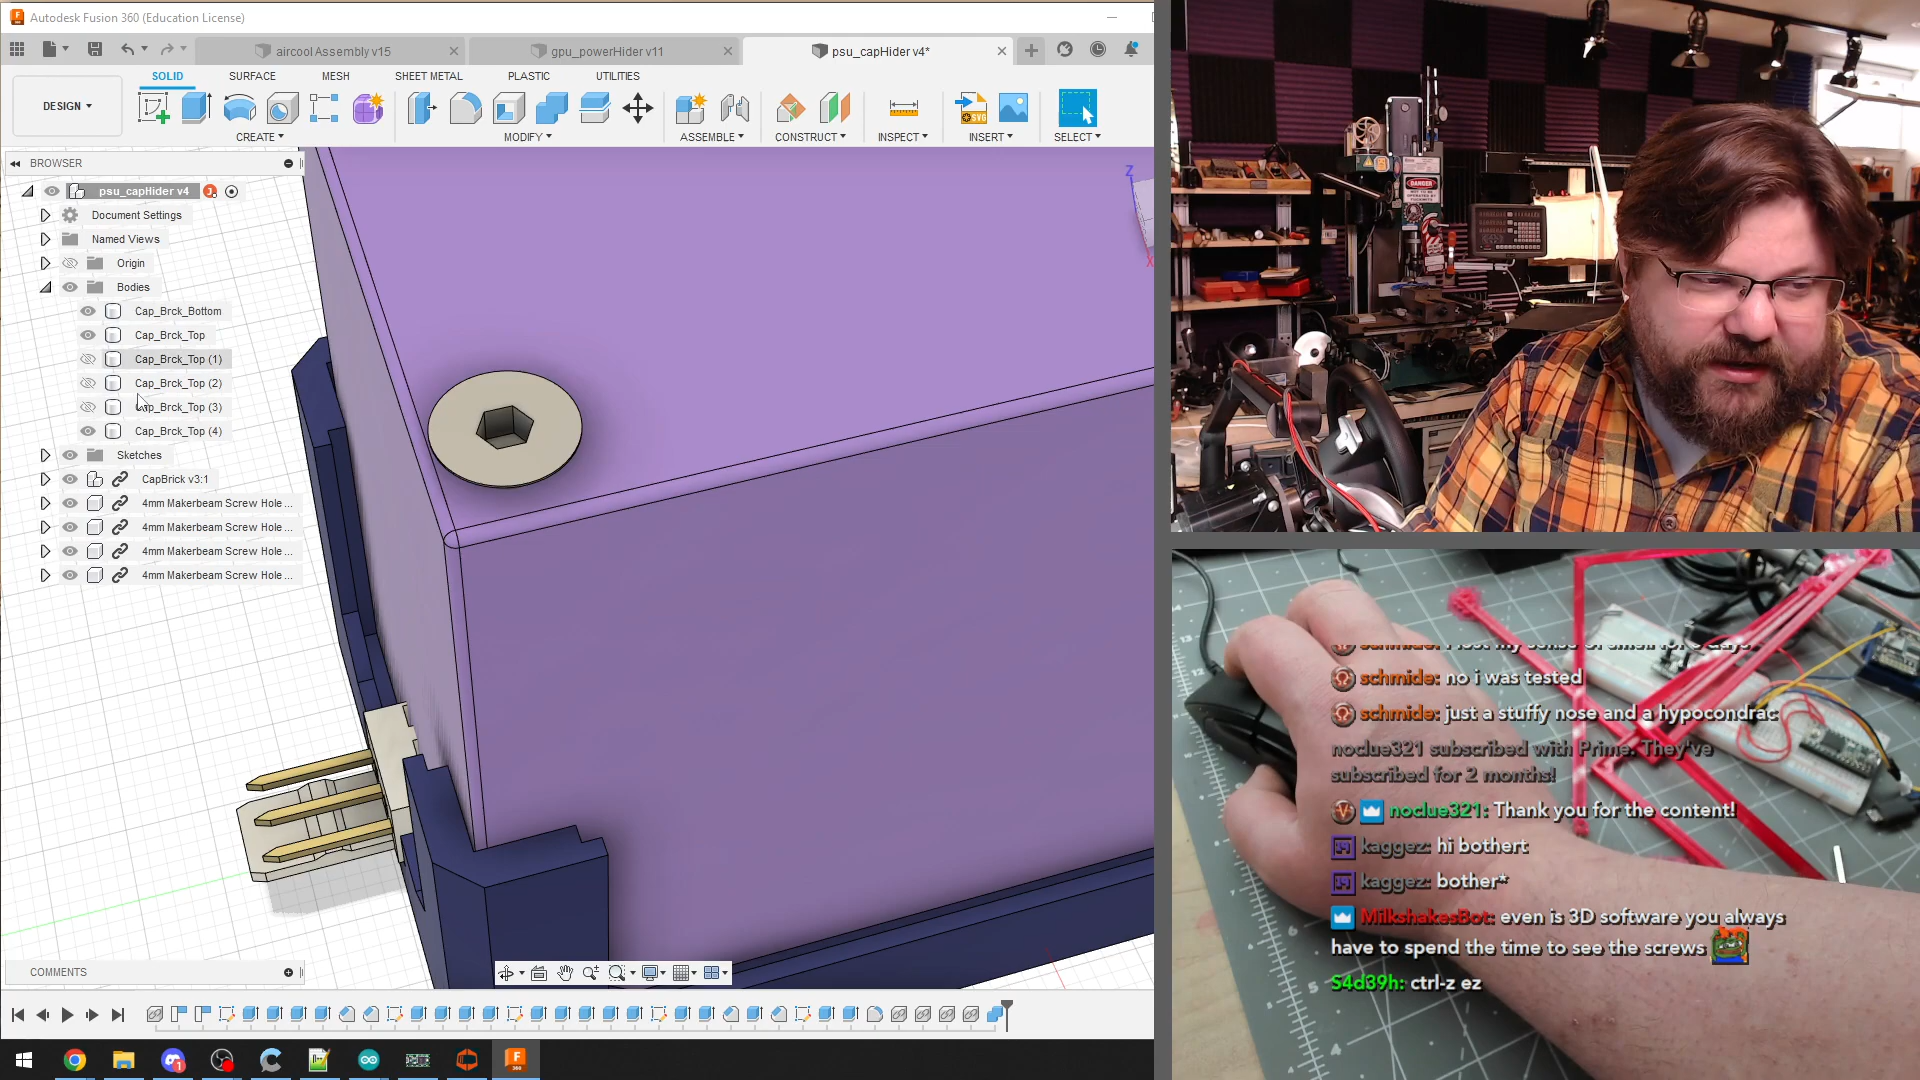 Autodesk Fusion 360 (Education License)
aircool Assembly v15
gpu_powerHider v11
psu_capHider v4*
SOLID
SURFACE
MESH
SHEET METAL
PLASTIC
UTILITIES
DESIGN
CREATE
MODIFY
ASSEMBLE
CONSTRUCT
INSPECT
INSERT
SELECT
BROWSER
psu_capHider v4
Document Settings
Named Views
Origin
Bodies
Cap_Brck_Bottom
Cap_Brck_Top
Cap_Brck_Top (1)
Cap_Brck_Top (2)
Cap_Brck_Top (3)
Cap_Brck_Top (4)
Sketches
CapBrick v3:1
4mm Makerbeam Screw Hole ...
4mm Makerbeam Screw Hole ...
4mm Makerbeam Screw Hole ...
4mm Makerbeam Screw Hole ...
COMMENTS
Z
X
DANGER
schmide: no i was tested
schmide: just a stuffy nose and a hypocondrac
noclue321 subscribed with Prime. They've
subscribed for 2 months!
noclue321: Thank you for the content!
kaggez: hi bothert
kaggez: bother*
MilkshakesBot: even is 3D software you always
have to spend the time to see the screws
S4d39h: ctrl-z ez